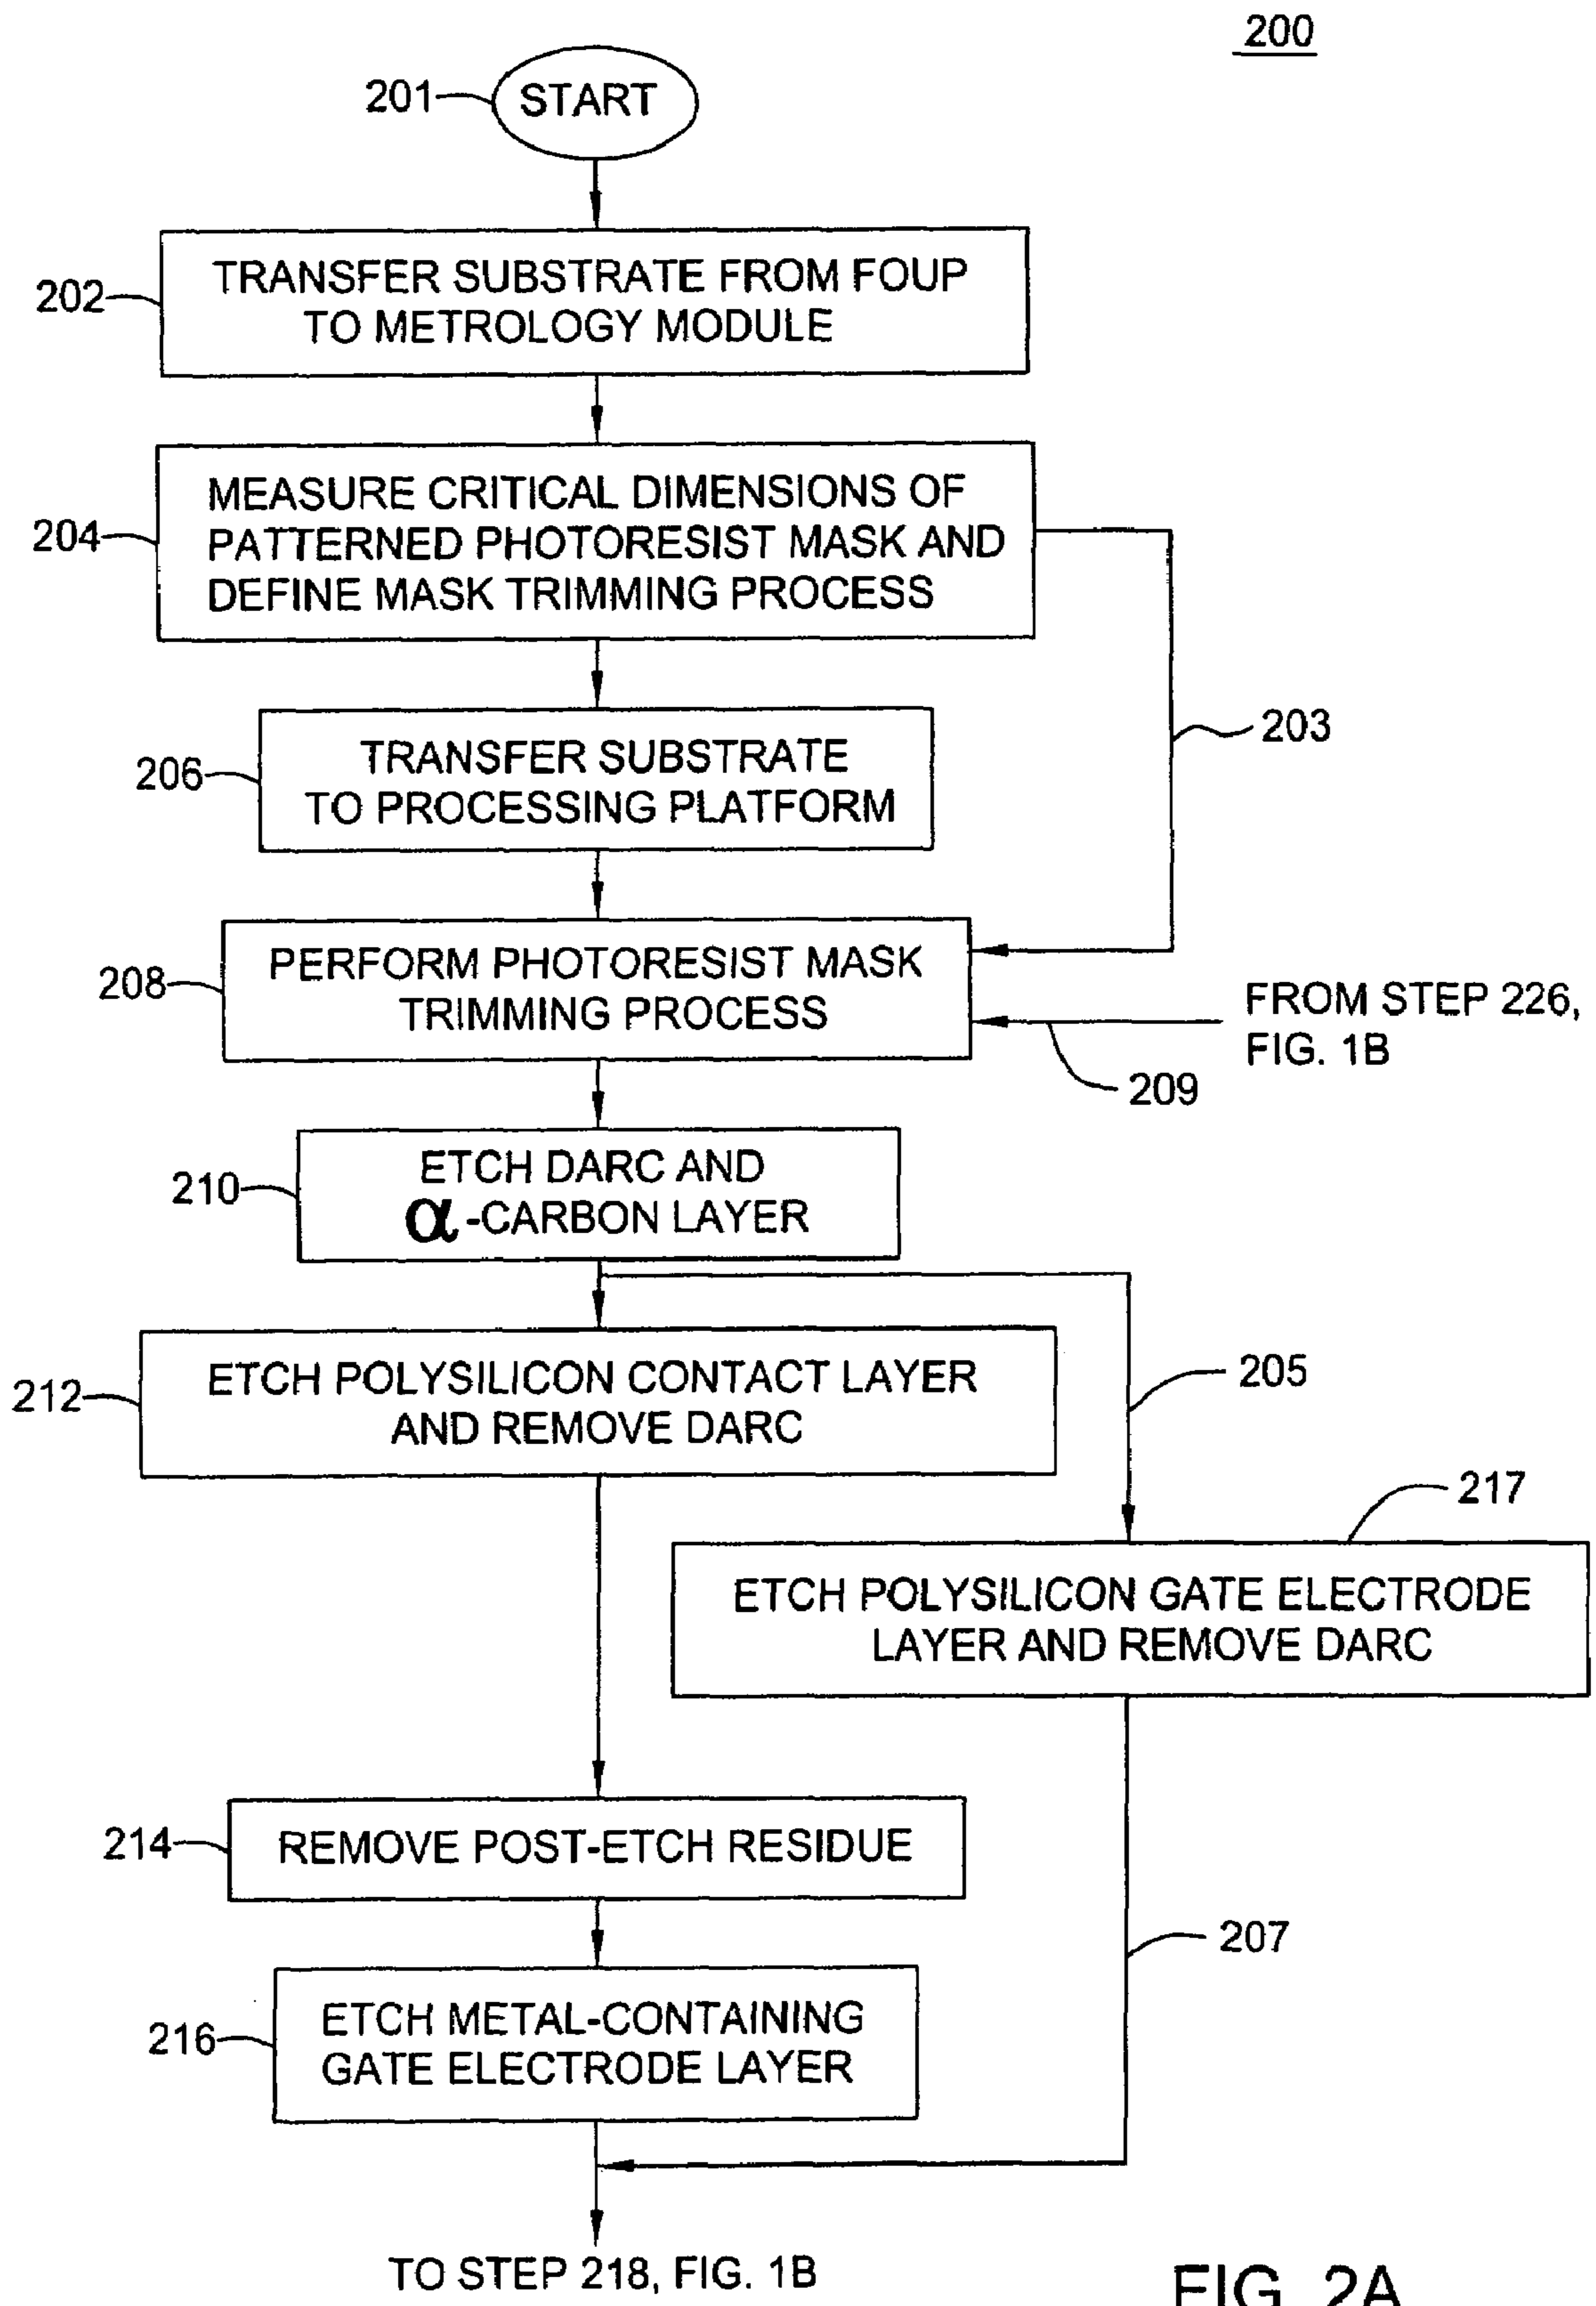 200
201
START
202
TRANSFER SUBSTRATE FROM FOUP
TO METROLOGY MODULE
204
MEASURE CRITICAL DIMENSIONS OF
PATTERNED PHOTORESIST MASK AND
DEFINE MASK TRIMMING PROCESS
203
206
TRANSFER SUBSTRATE
TO PROCESSING PLATFORM
208
PERFORM PHOTORESIST MASK
TRIMMING PROCESS
FROM STEP 226,
FIG. 1B
209
210
ETCH DARC AND
α-CARBON LAYER
212
ETCH POLYSILICON CONTACT LAYER
AND REMOVE DARC
205
217
ETCH POLYSILICON GATE ELECTRODE
LAYER AND REMOVE DARC
214
REMOVE POST-ETCH RESIDUE
207
216
ETCH METAL-CONTAINING
GATE ELECTRODE LAYER
TO STEP 218, FIG. 1B
FIG. 2A